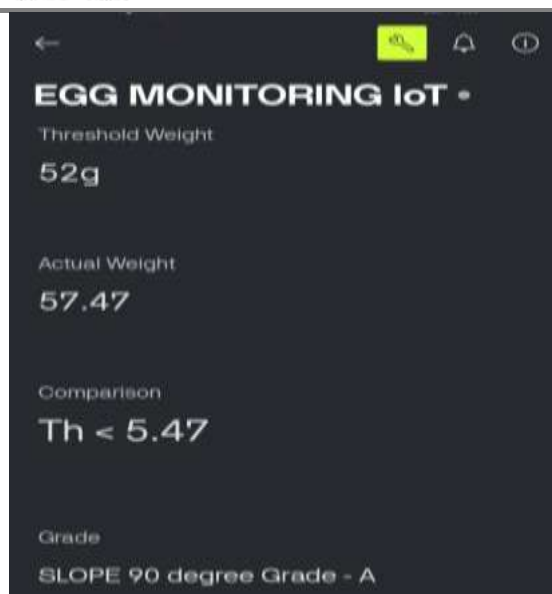 EGG MONITORING IoT
Threshold Weight
52g
Actual Weight
57.47
Comparison
Th < 5.47
Grade
SLOPE 90 degree Grade - A